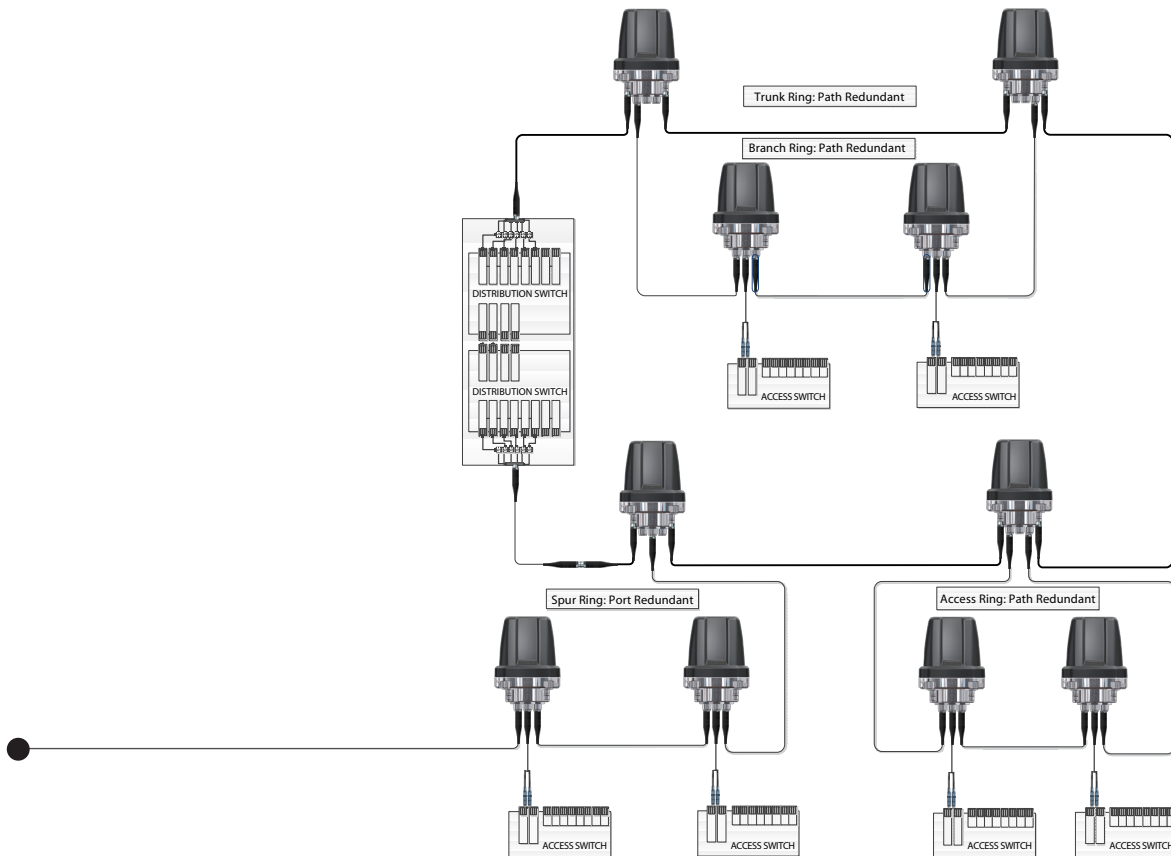 Trunk Ring: Path Redundant
Branch Ring: Path Redundant
DISTRIBUTION SWITCH
DISTRIBUTION SWITCH
ACCESS SWITCH
ACCESS SWITCH
Spur Ring: Port Redundant
Access Ring: Path Redundant
ACCESS SWITCH
ACCESS SWITCH
ACCESS SWITCH
ACCESS SWITCH